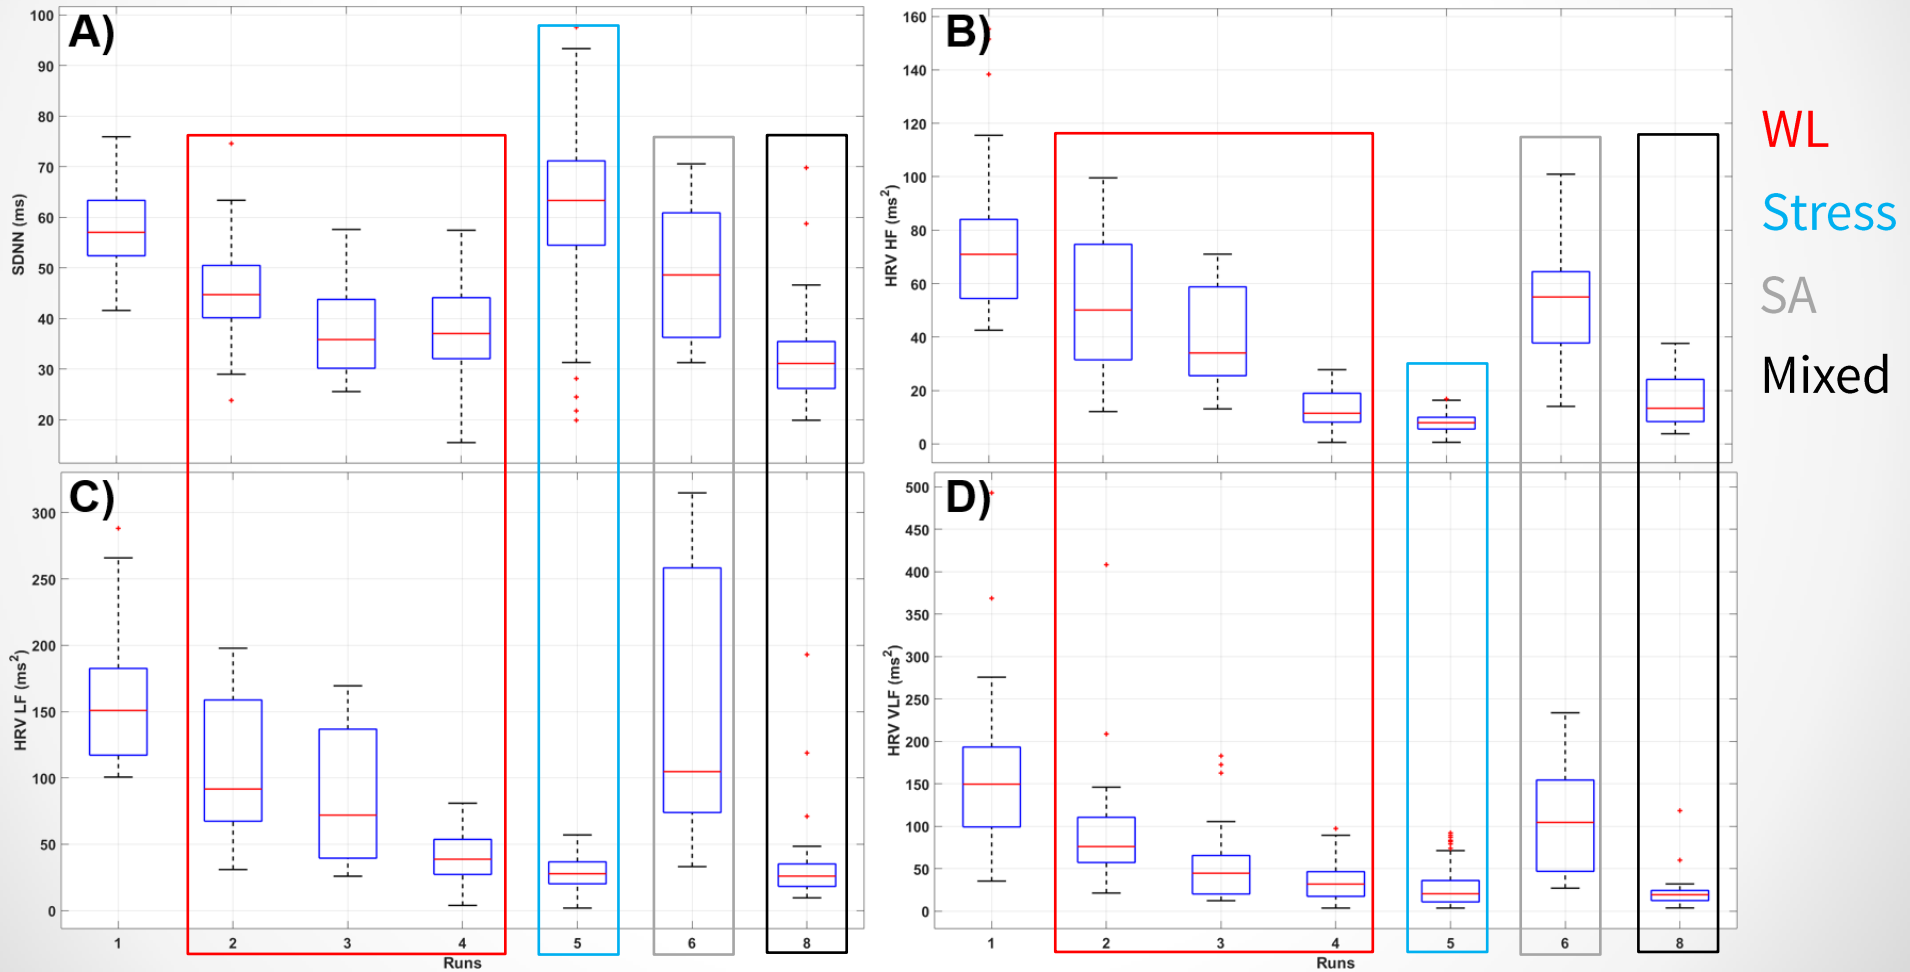 A)
100
90
80
70
60
50
40
30
20
SDNN (ms)
B)
160
140
120
100
80
60
40
20
0
HRV HF (ms²)
C)
300
250
200
150
100
50
0
HRV LF (ms²)
1 2 3 4 5 6 8
Runs
D)
500
450
400
350
300
250
200
150
100
50
0
HRV VLF (ms²)
1 2 3 4 5 6 8
Runs
WL
Stress
SA
Mixed